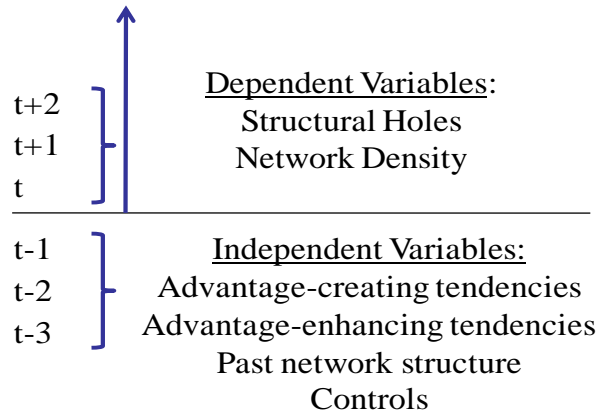 t+2
t+1
t
Dependent Variables:
Structural Holes
Network Density
t-1
t-2
t-3
Independent Variables:
Advantage-creating tendencies
Advantage-enhancing tendencies
Past network structure
Controls